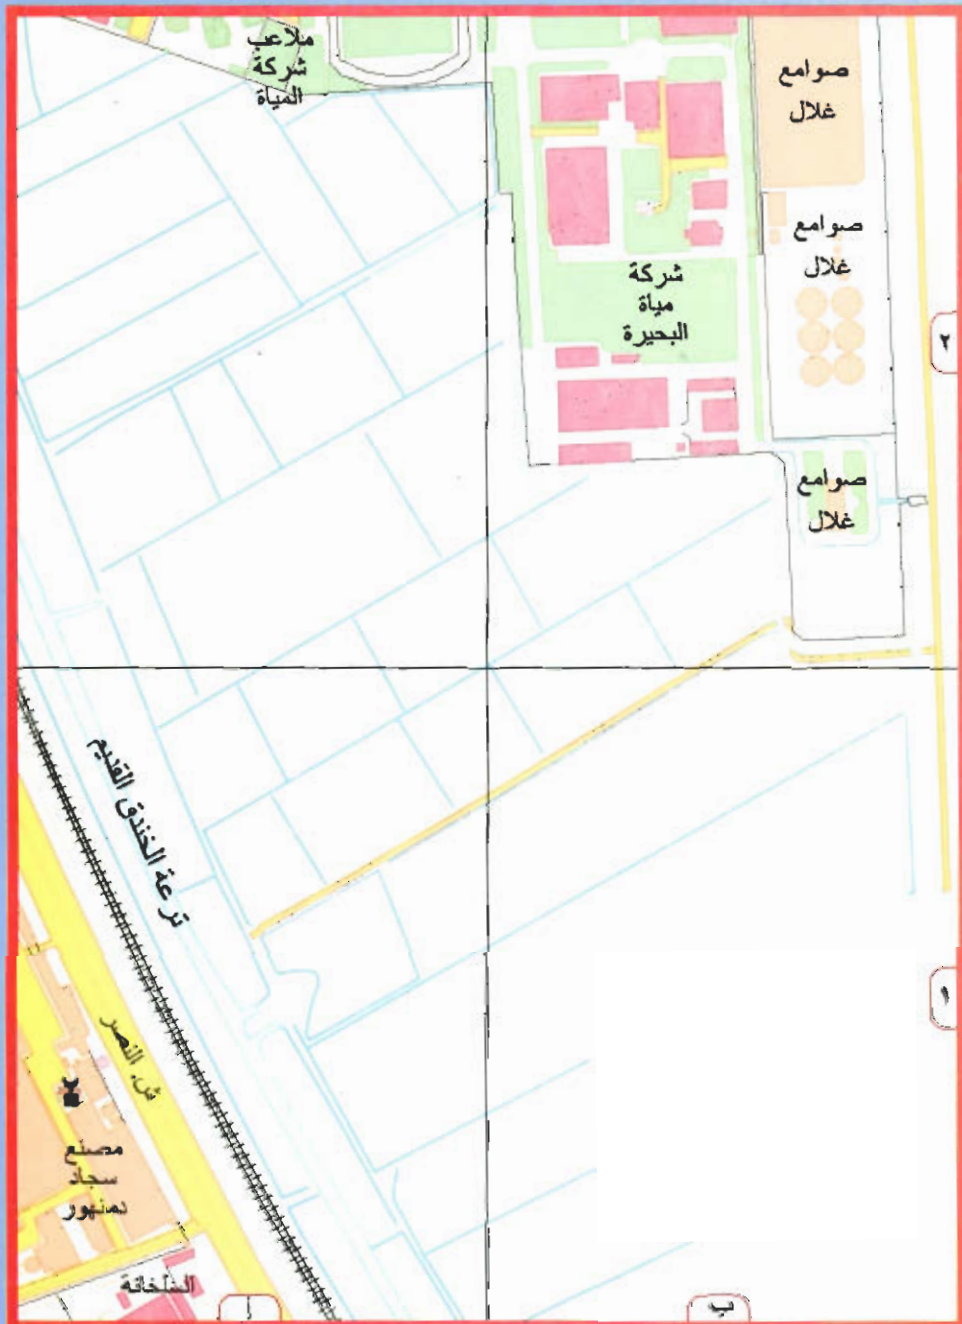 ملاعب
شركة
المياة
صوامع
غلال
صوامع
غلال
شركة
مياة
البحيرة
٢
صوامع
غلال
ترعة الخندق القديم
١
ش. النصر
مصنع
سجاد
دمنهور
السلخانة
أ
ب